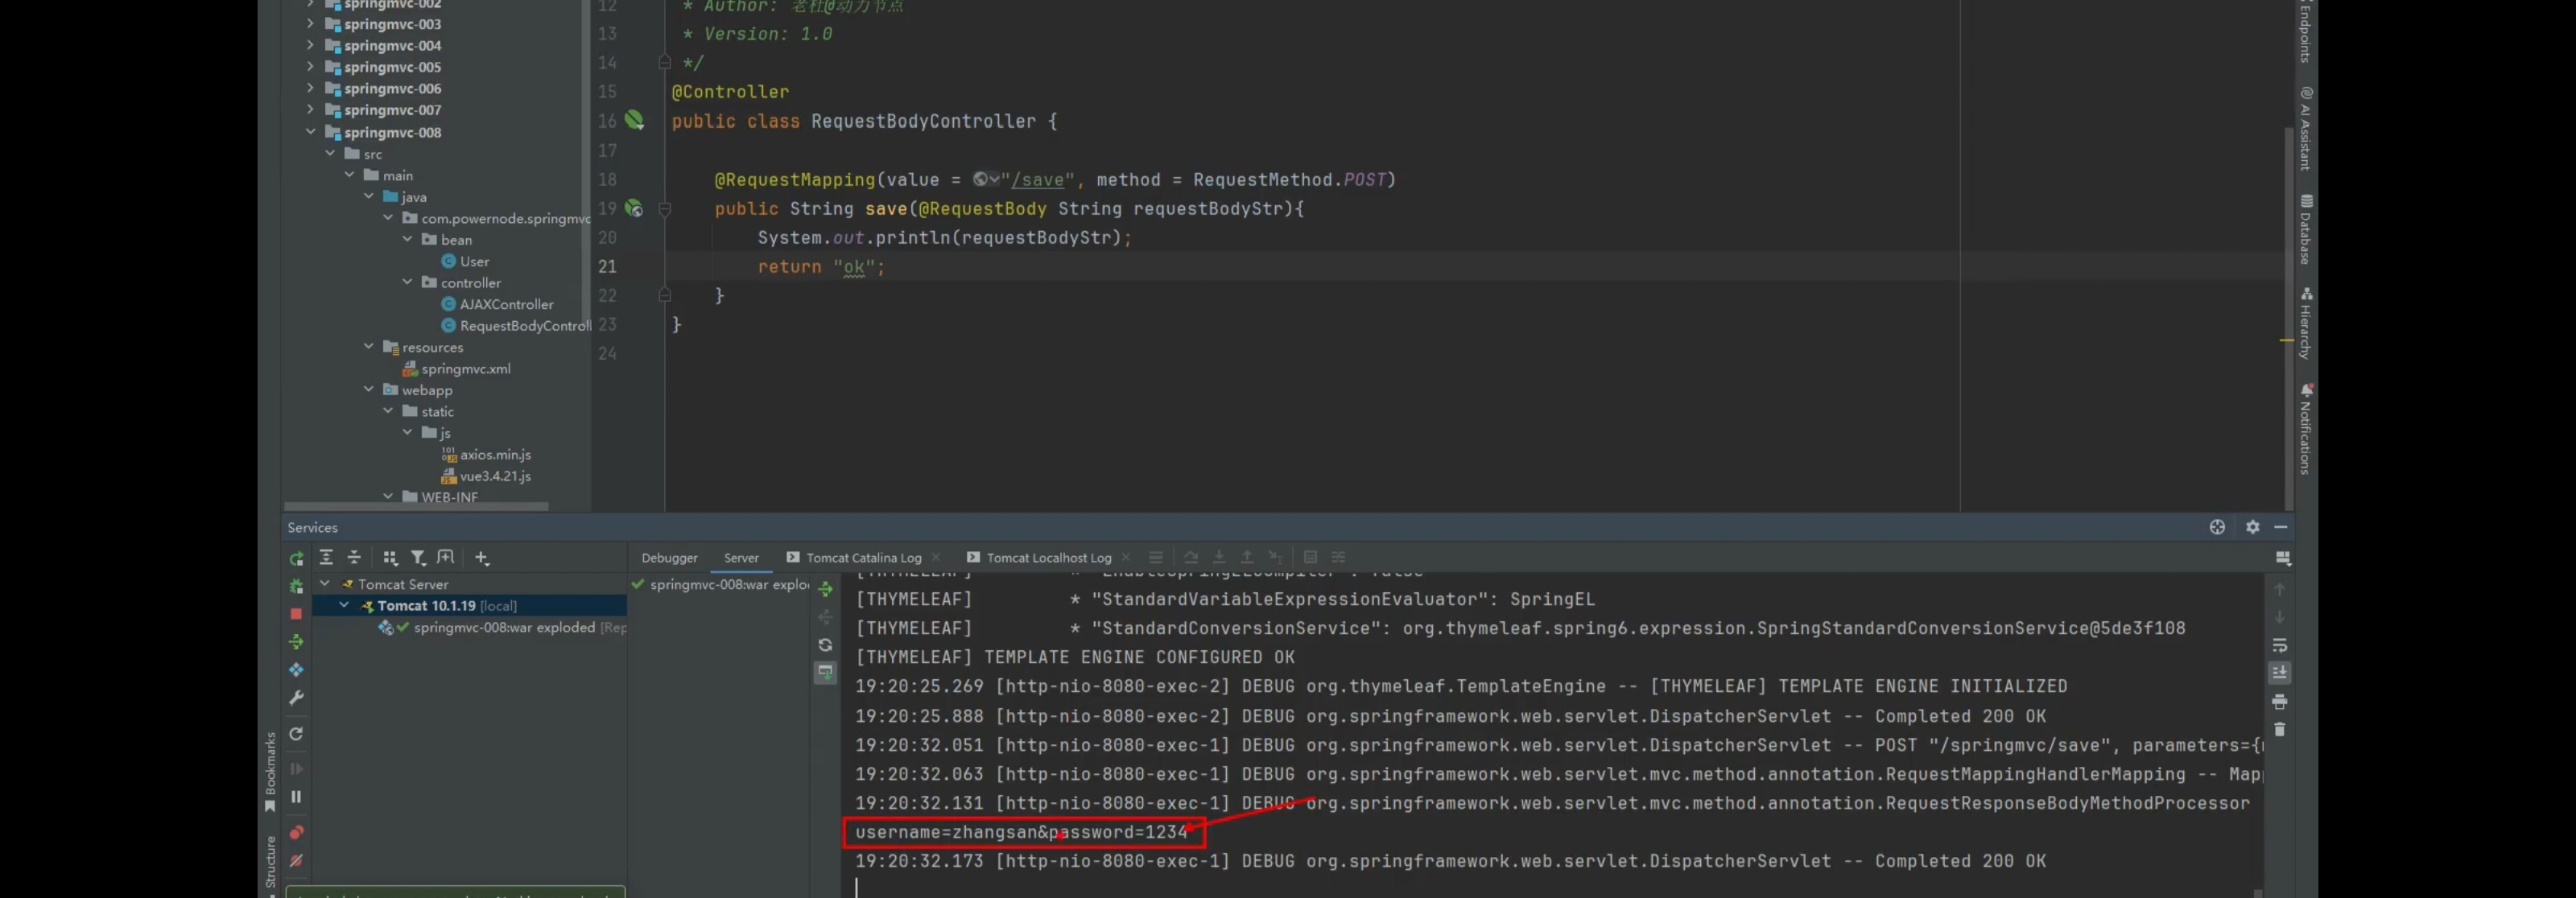 springmvc-002
springmvc-003
springmvc-004
springmvc-005
springmvc-006
springmvc-007
springmvc-008
src
main
java
com.powernode.springmvc
bean
User
controller
AJAXController
RequestBodyControll
resources
springmvc.xml
webapp
static
js
axios.min.js
vue3.4.21.js
WEB-INF
12 * Author: 老杜@动力节点
13 * Version: 1.0
14 */
15 @Controller
16 public class RequestBodyController {
17
18 @RequestMapping(value = "/save", method = RequestMethod.POST)
19 public String save(@RequestBody String requestBodyStr){
20 System.out.println(requestBodyStr);
21 return "ok";
22 }
23 }
24
Endpoints
AI Assistant
Database
Hierarchy
Notifications
Services
Debugger Server Tomcat Catalina Log Tomcat Localhost Log
Tomcat Server
Tomcat 10.1.19 [local]
springmvc-008:war exploded [Rep
springmvc-008:war explo
[THYMELEAF] * "EnableSpringELCompiler": false
[THYMELEAF] * "StandardVariableExpressionEvaluator": SpringEL
[THYMELEAF] * "StandardConversionService": org.thymeleaf.spring6.expression.SpringStandardConversionService@5de3f108
[THYMELEAF] TEMPLATE ENGINE CONFIGURED OK
19:20:25.269 [http-nio-8080-exec-2] DEBUG org.thymeleaf.TemplateEngine -- [THYMELEAF] TEMPLATE ENGINE INITIALIZED
19:20:25.888 [http-nio-8080-exec-2] DEBUG org.springframework.web.servlet.DispatcherServlet -- Completed 200 OK
19:20:32.051 [http-nio-8080-exec-1] DEBUG org.springframework.web.servlet.DispatcherServlet -- POST "/springmvc/save", parameters={
19:20:32.063 [http-nio-8080-exec-1] DEBUG org.springframework.web.servlet.mvc.method.annotation.RequestMappingHandlerMapping -- Map
19:20:32.131 [http-nio-8080-exec-1] DEBUG org.springframework.web.servlet.mvc.method.annotation.RequestResponseBodyMethodProcessor
username=zhangsan&password=1234
19:20:32.173 [http-nio-8080-exec-1] DEBUG org.springframework.web.servlet.DispatcherServlet -- Completed 200 OK
Bookmarks
Structure